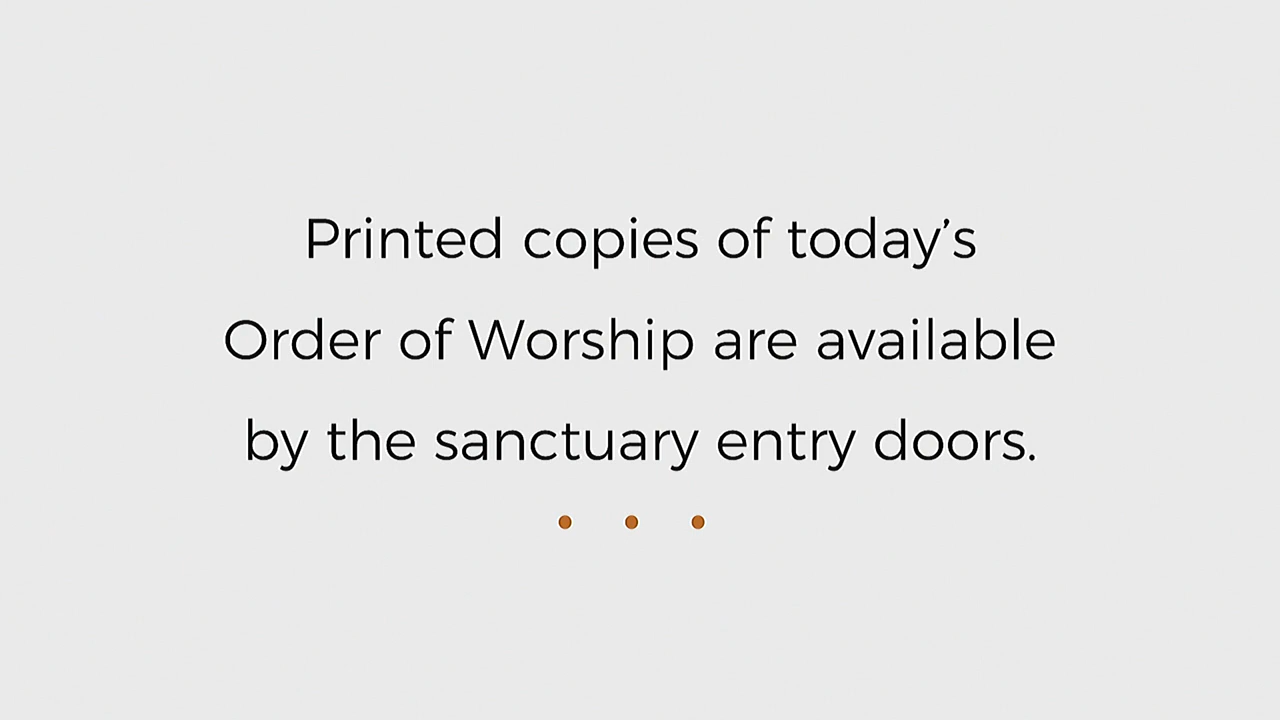 Printed copies of today’s
Order of Worship are available
by the sanctuary entry doors.